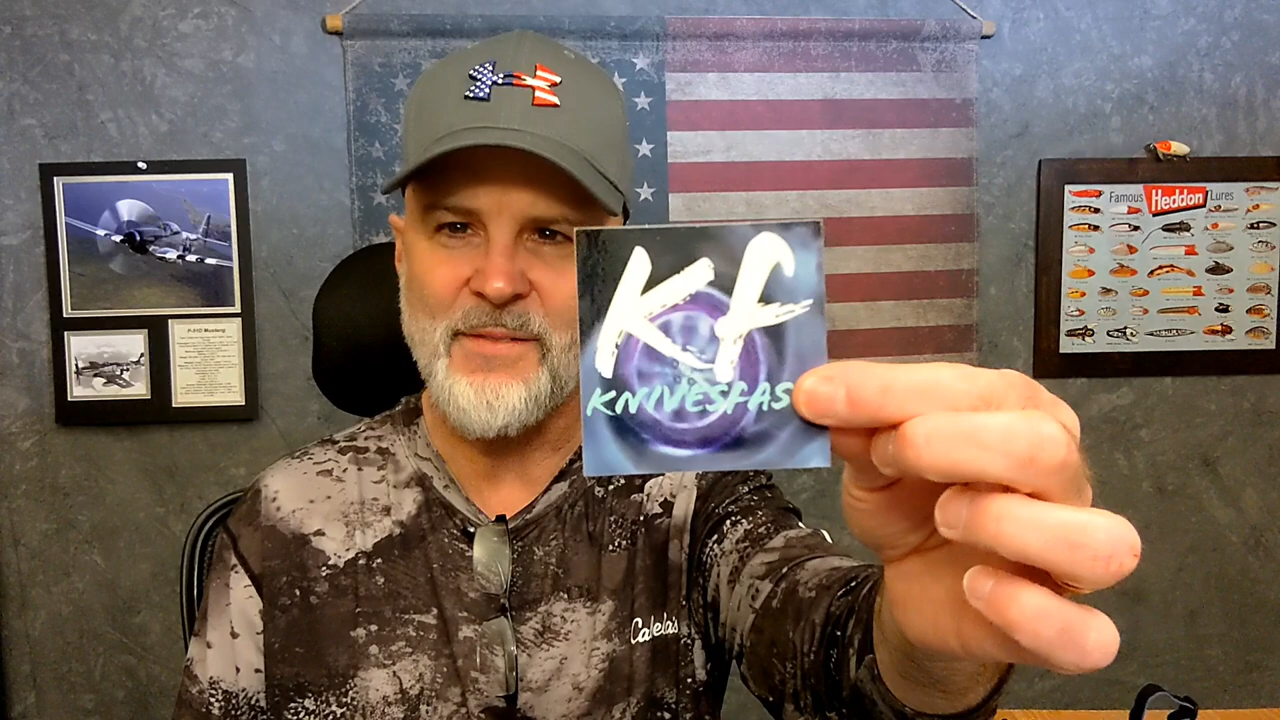 P-51D Mustang
Famous Heddon Lures
Kf
KNIVESFAS
Cabela's